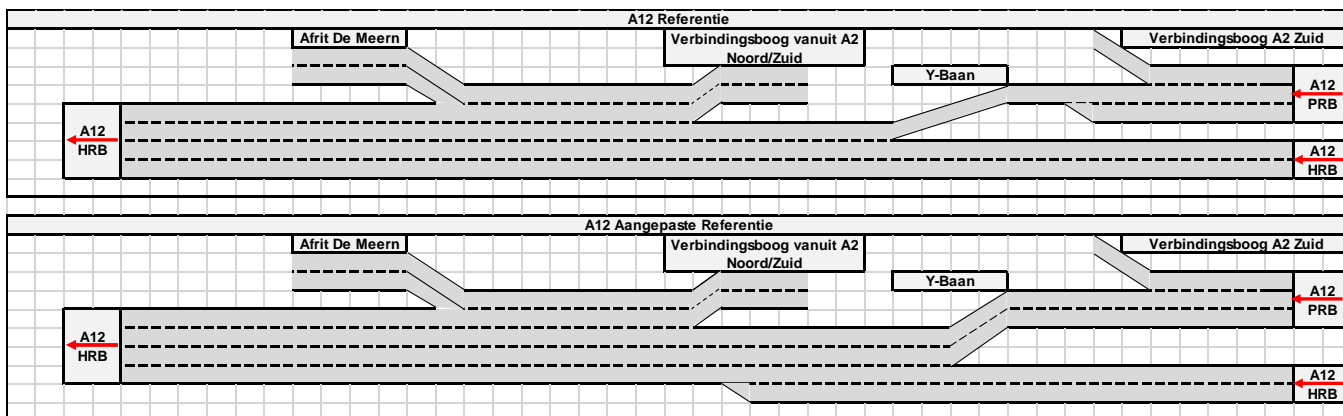 A12 Referentie
Afrit De Meern
Verbindingsboog vanuit A2
Noord/Zuid
Verbindingsboog A2 Zuid
Y-Baan
A12
PRB
A12
HRB
A12
HRB
A12 Aangepaste Referentie
Afrit De Meern
Verbindingsboog vanuit A2
Noord/Zuid
Verbindingsboog A2 Zuid
Y-Baan
A12
PRB
A12
HRB
A12
HRB